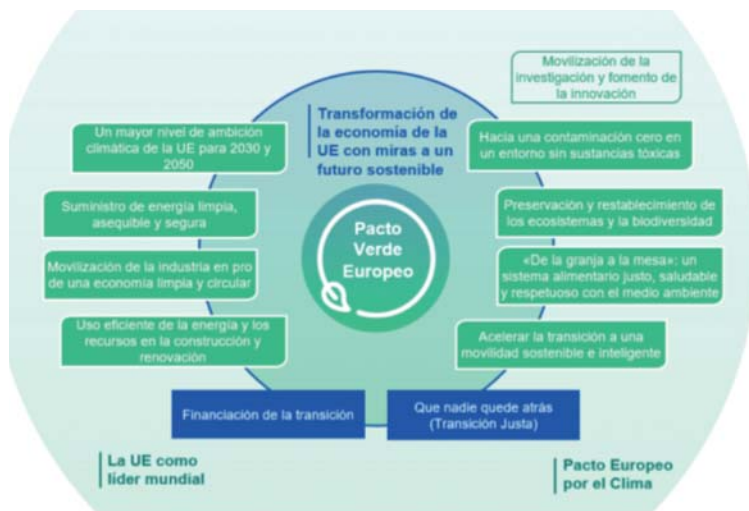 Movilización de la
investigación y fomento de
la innovación
Transformación de
la economía de la
UE con miras a un
futuro sostenible
Un mayor nivel de ambición
climática de la UE para 2030 y
2050
Hacia una contaminación cero en
un entorno sin sustancias tóxicas
Suministro de energía limpia,
asequible y segura
Preservación y restablecimiento de
los ecosistemas y la biodiversidad
Pacto
Verde
Europeo
Movilización de la industria en pro
de una economía limpia y circular
«De la granja a la mesa»: un
sistema alimentario justo, saludable
y respetuoso con el medio ambiente
Uso eficiente de la energía y los
recursos en la construcción y
renovación
Acelerar la transición a una
movilidad sostenible e inteligente
Financiación de la transición
Que nadie quede atrás
(Transición Justa)
La UE como
líder mundial
Pacto Europeo
por el Clima